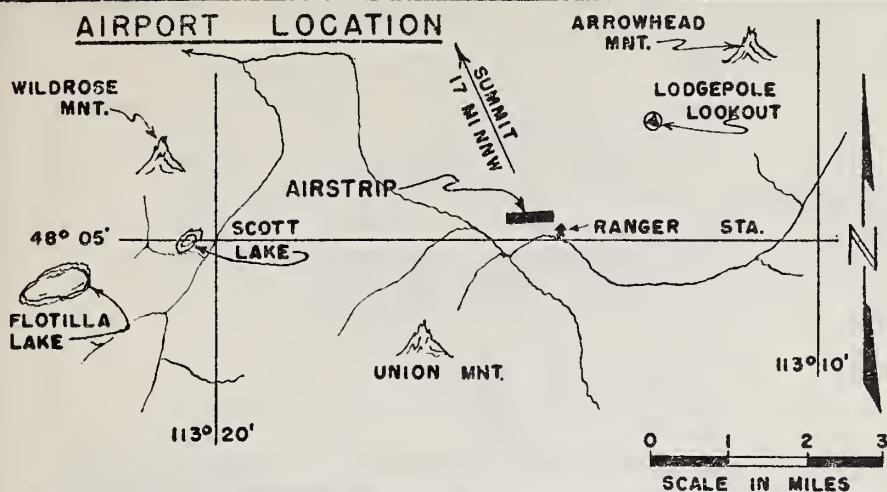 AIRPORT LOCATION
ARROWHEAD
MNT.
WILDROSE
MNT.
SUMMIT
17 MI NNW
LODGEPOLE
LOOKOUT
AIRSTRIP
48° 05'
SCOTT
LAKE
RANGER STA.
N
FLOTILLA
LAKE
UNION MNT.
113° 10'
113° 20'
0 1 2 3
SCALE IN MILES